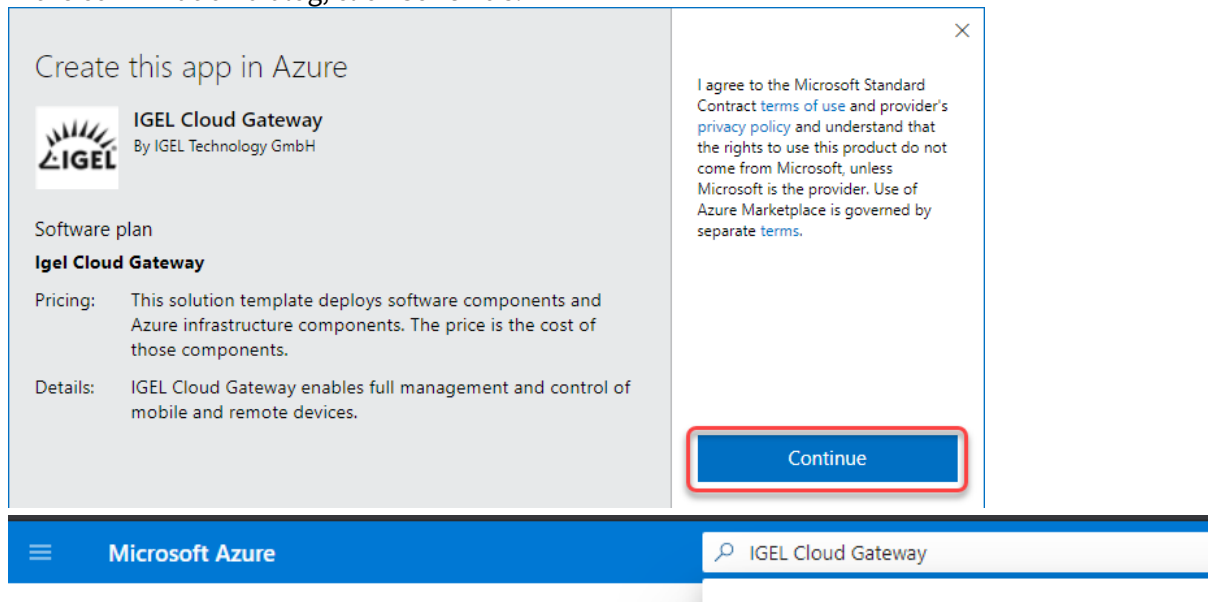 Create this app in Azure
IGEL
IGEL Cloud Gateway
By IGEL Technology GmbH
Software plan
Igel Cloud Gateway
Pricing: This solution template deploys software components and
Azure infrastructure components. The price is the cost of
those components.
Details: IGEL Cloud Gateway enables full management and control of
mobile and remote devices.
I agree to the Microsoft Standard
Contract terms of use and provider's
privacy policy and understand that
the rights to use this product do not
come from Microsoft, unless
Microsoft is the provider. Use of
Azure Marketplace is governed by
separate terms.
Continue
Microsoft Azure
IGEL Cloud Gateway